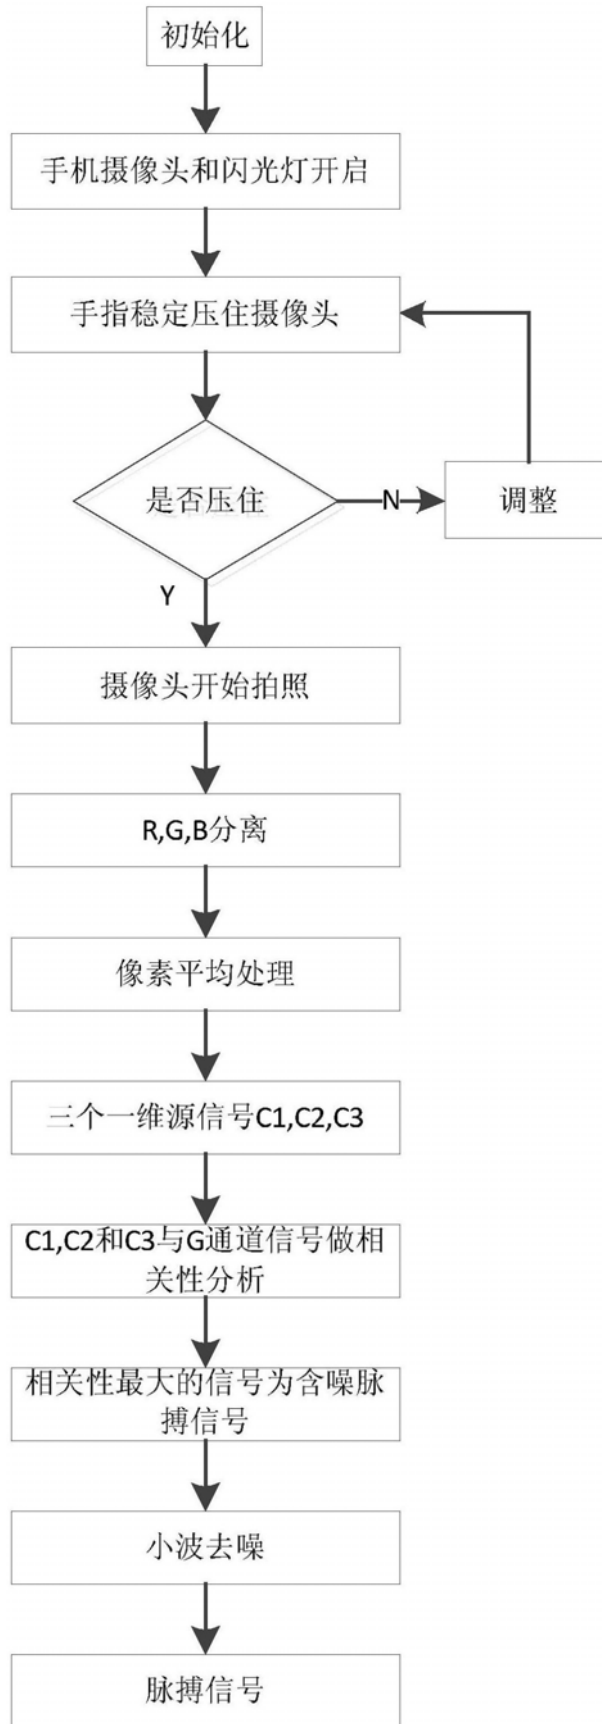 初始化
手机摄像头和闪光灯开启
手指稳定压住摄像头
是否压住
N
调整
Y
摄像头开始拍照
R,G,B分离
像素平均处理
三个一维源信号C1,C2,C3
C1,C2和C3与G通道信号做相
关性分析
相关性最大的信号为含噪脉
搏信号
小波去噪
脉搏信号